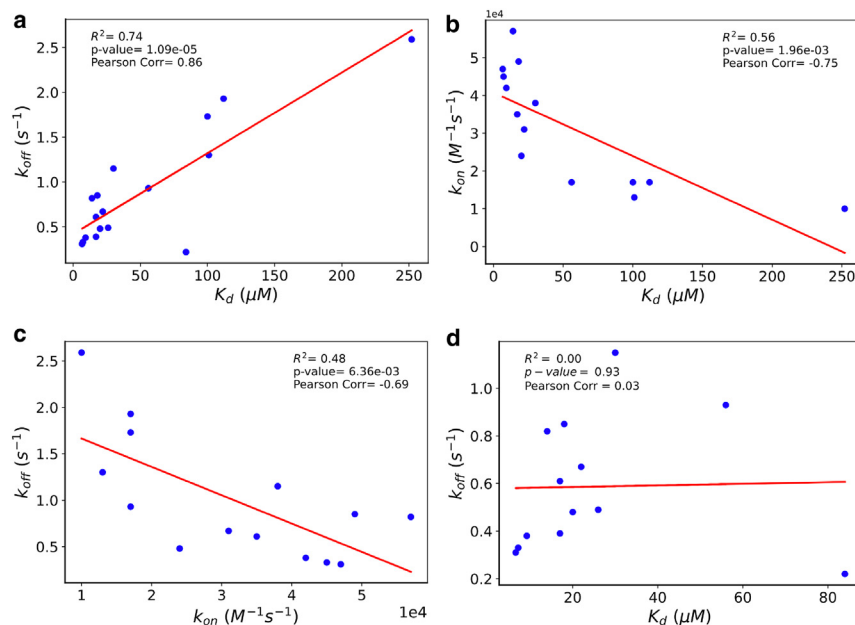 a
R² = 0.74
p-value= 1.09e-05
Pearson Corr= 0.86
2.5
2.0
1.5
1.0
0.5
k_off (s⁻¹)
0 50 100 150 200 250
K_d (μM)
b
1e4
R² = 0.56
p-value= 1.96e-03
Pearson Corr= -0.75
5
4
3
2
1
0
k_on (M⁻¹s⁻¹)
0 50 100 150 200 250
K_d (μM)
c
R² = 0.48
p-value= 6.36e-03
Pearson Corr= -0.69
2.5
2.0
1.5
1.0
0.5
k_off (s⁻¹)
1 2 3 4 5
1e4
k_on (M⁻¹s⁻¹)
d
R² = 0.00
p − value = 0.93
Pearson Corr = 0.03
1.0
0.8
0.6
0.4
0.2
k_off (s⁻¹)
20 40 60 80
K_d (μM)